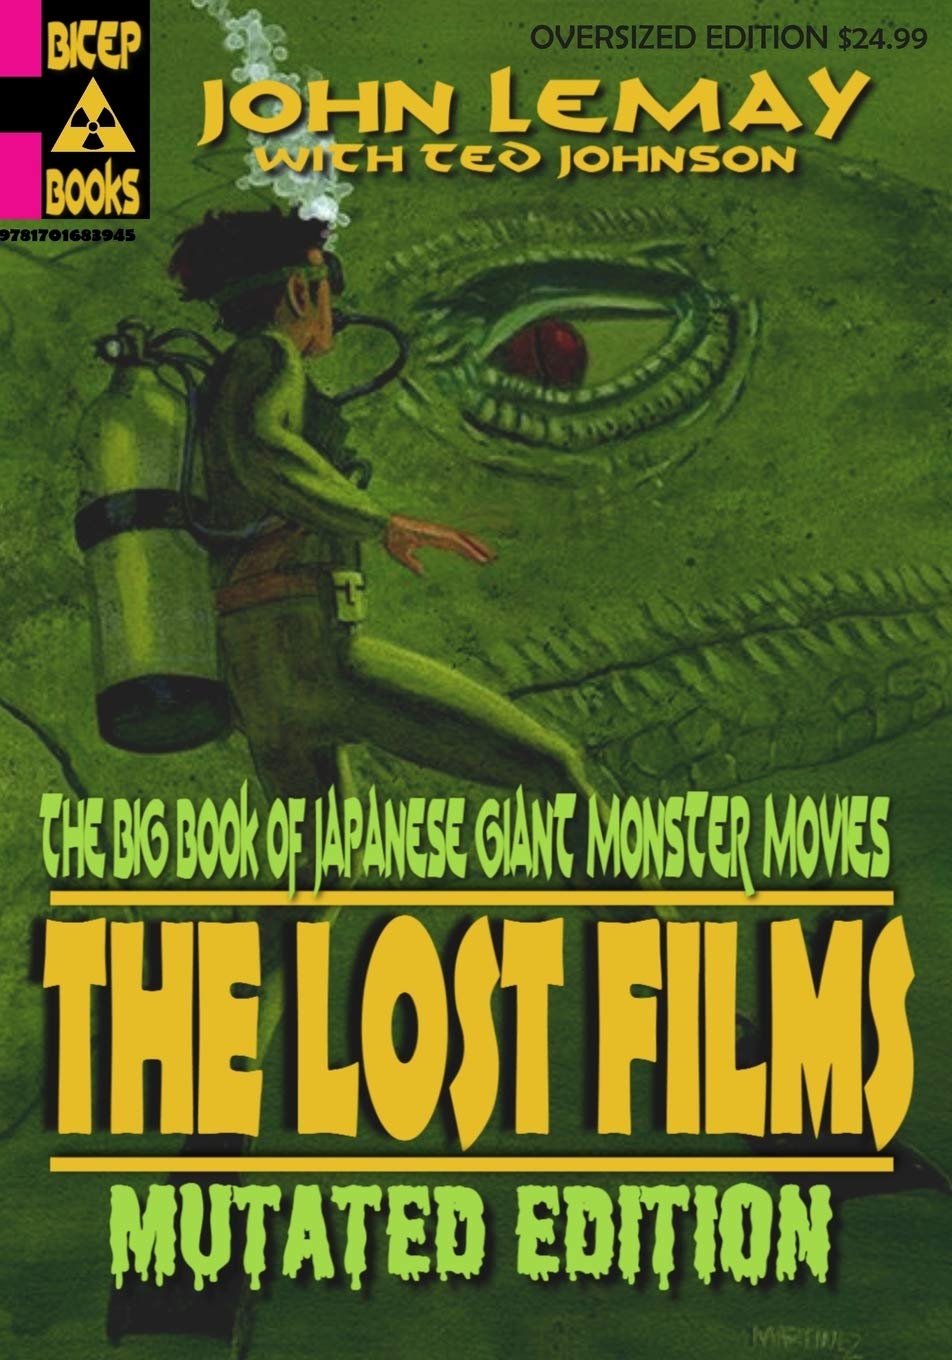 OVERSIZED EDITION $24.99
BICEP
BOOKS
9781701683945
JOHN LEMAY
WITH TED JOHNSON
THE BIG BOOK OF JAPANESE GIANT MONSTER MOVIES
THE LOST FILMS
MUTATED EDITION
MARTINEZ